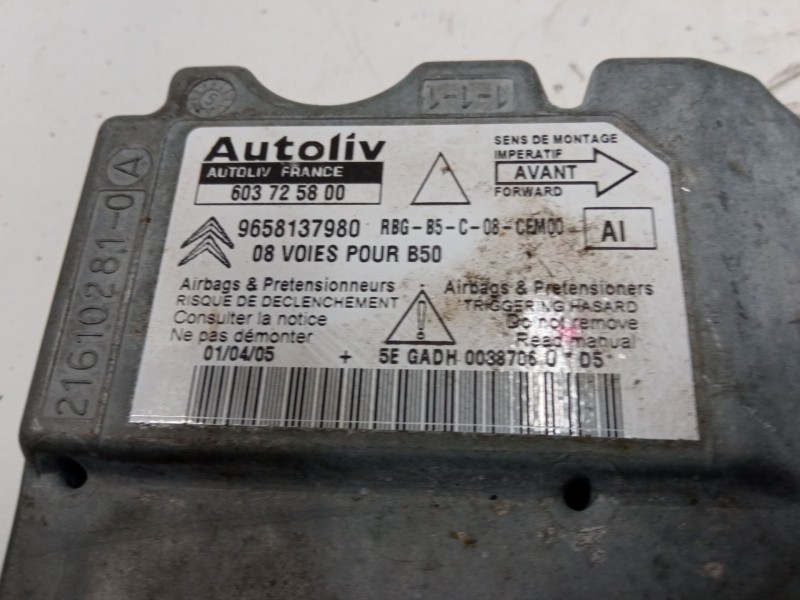 1-1-1
Autoliv
AUTOLIV FRANCE
603 72 58 00
SENS DE MONTAGE
IMPERATIF
AVANT
FORWARD
9658137980 RBG-B5-C-08-CEM00 AI
08 VOIES POUR B50
Airbags & Pretensionneurs
RISQUE DE DECLENCHEMENT
Consulter la notice
Ne pas démonter
Airbags & Pretensioners
TRIGGERING HASARD
Do not remove
Read manual
01/04/05 + 5E GADH 0038706 0 *D5*
2161028.1-0 A